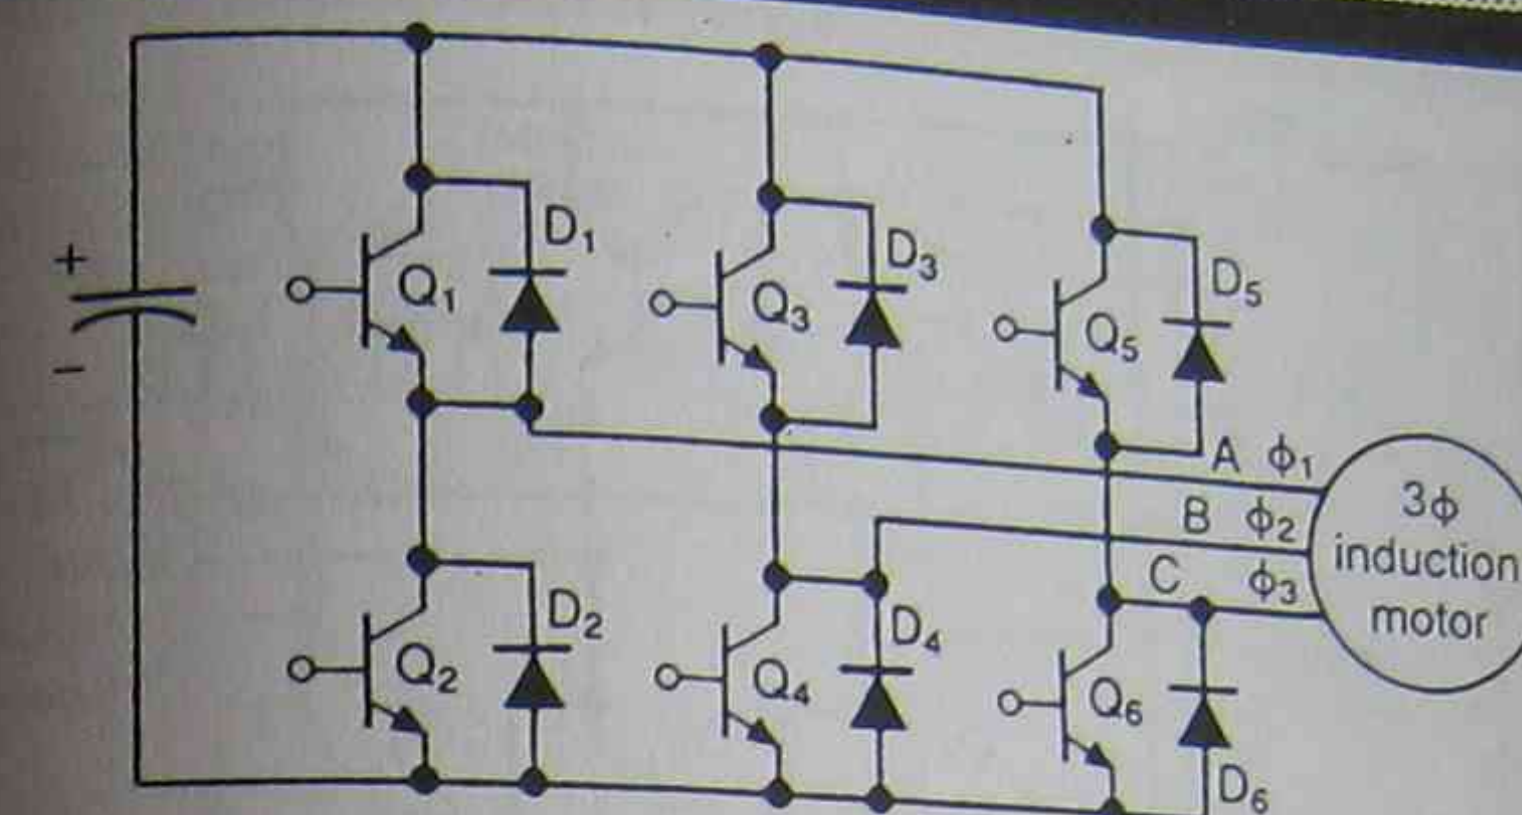 +
−
Q₁
D₁
Q₃
D₃
Q₅
D₅
A ϕ₁
B ϕ₂
C ϕ₃
3ϕ
induction
motor
Q₂
D₂
Q₄
D₄
Q₆
D₆